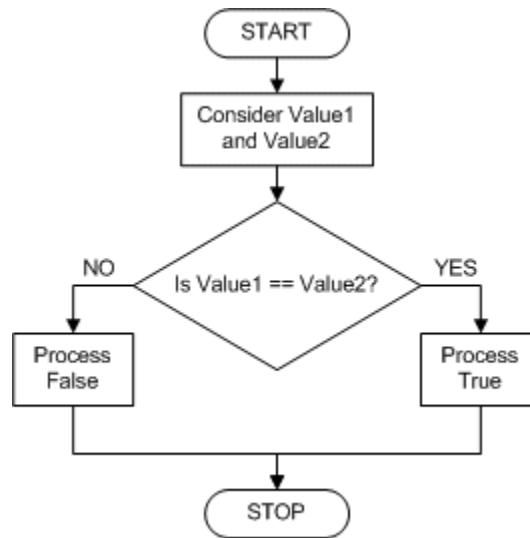 START
Consider Value1
and Value2
NO
YES
Is Value1 == Value2?
Process
False
Process
True
STOP